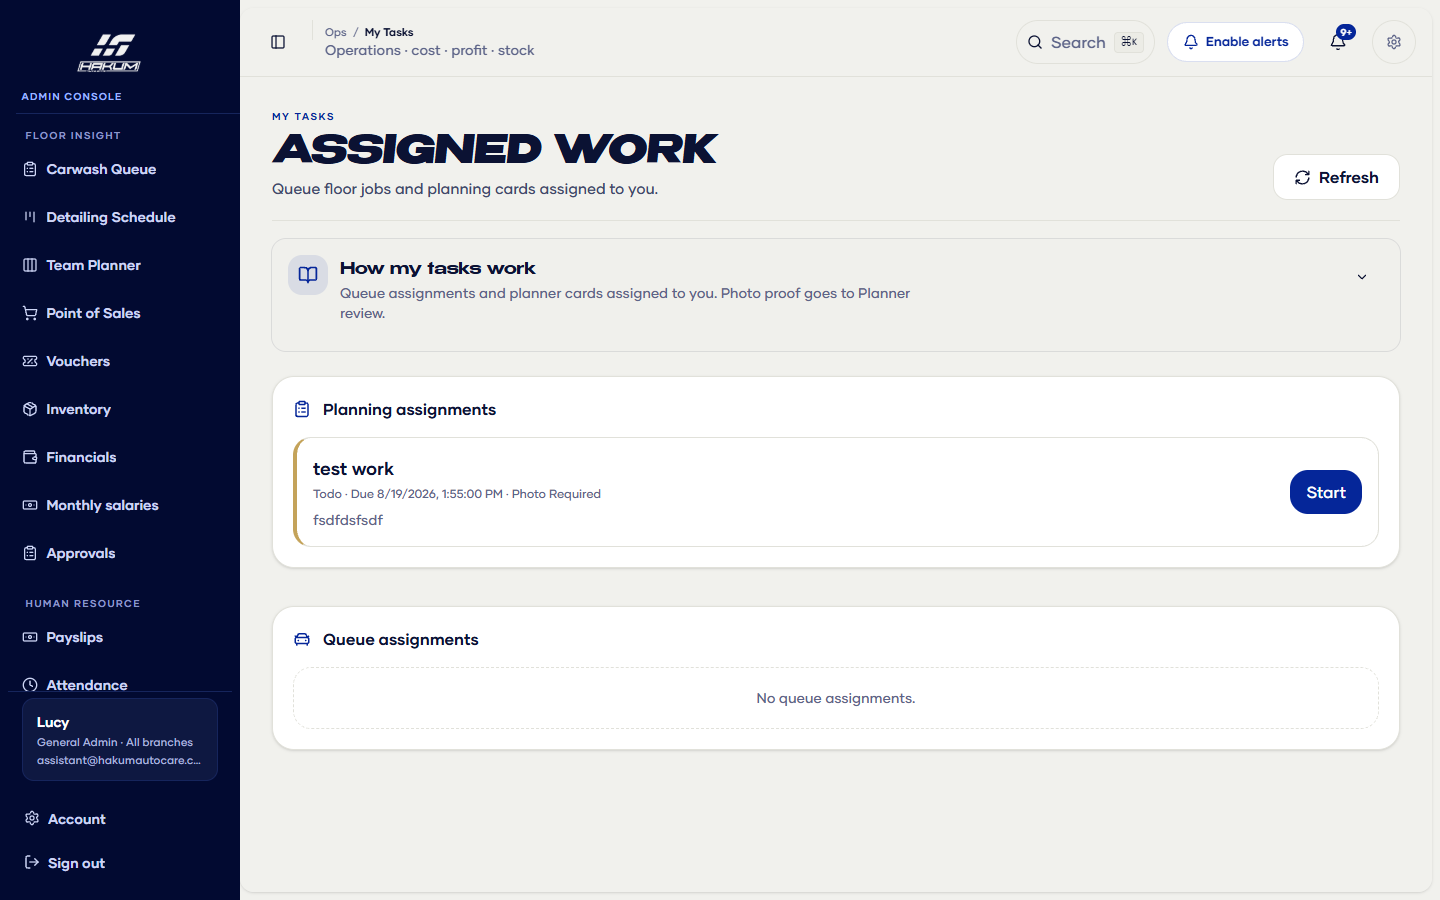 HAKUM
ADMIN CONSOLE
FLOOR INSIGHT
Carwash Queue
Detailing Schedule
Team Planner
Point of Sales
Vouchers
Inventory
Financials
Monthly salaries
Approvals
HUMAN RESOURCE
Payslips
Attendance
Lucy
General Admin · All branches
assistant@hakumautocare.c...
Account
Sign out
Ops / My Tasks
Operations · cost · profit · stock
Search ⌘K
Enable alerts
9+
MY TASKS
ASSIGNED WORK
Queue floor jobs and planning cards assigned to you.
Refresh
How my tasks work
Queue assignments and planner cards assigned to you. Photo proof goes to Planner
review.
Planning assignments
test work
Todo · Due 8/19/2026, 1:55:00 PM · Photo Required
fsdfdsfsdf
Start
Queue assignments
No queue assignments.